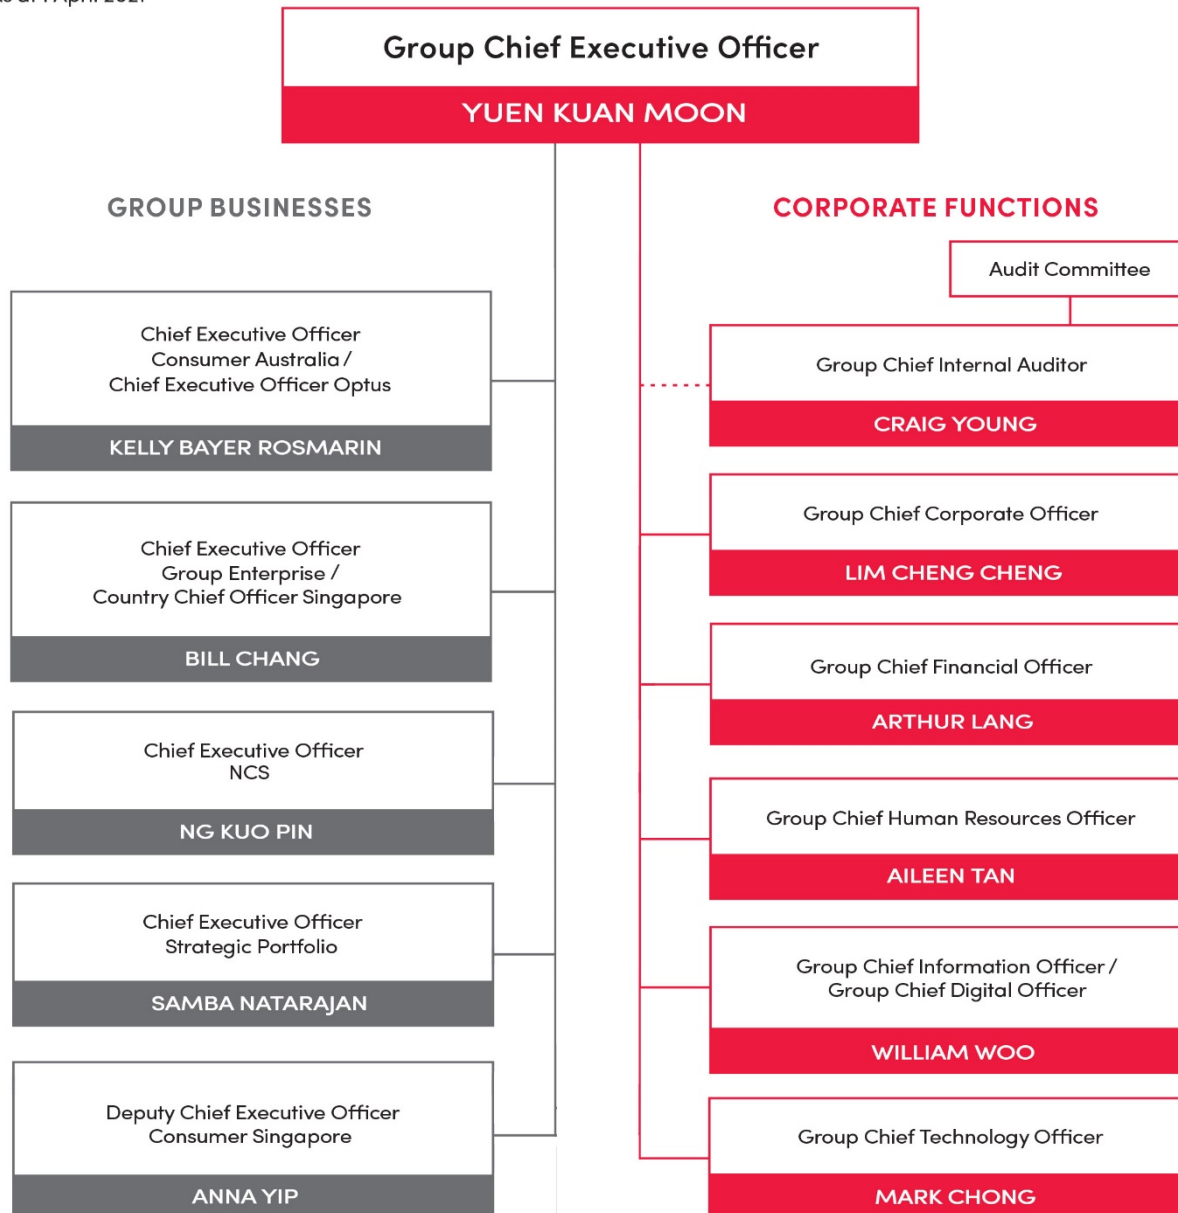 as at 1 April 2021
Group Chief Executive Officer
YUEN KUAN MOON
GROUP BUSINESSES
Chief Executive Officer
Consumer Australia /
Chief Executive Officer Optus
KELLY BAYER ROSMARIN
Chief Executive Officer
Group Enterprise /
Country Chief Officer Singapore
BILL CHANG
Chief Executive Officer
NCS
NG KUO PIN
Chief Executive Officer
Strategic Portfolio
SAMBA NATARAJAN
Deputy Chief Executive Officer
Consumer Singapore
ANNA YIP
CORPORATE FUNCTIONS
Audit Committee
Group Chief Internal Auditor
CRAIG YOUNG
Group Chief Corporate Officer
LIM CHENG CHENG
Group Chief Financial Officer
ARTHUR LANG
Group Chief Human Resources Officer
AILEEN TAN
Group Chief Information Officer /
Group Chief Digital Officer
WILLIAM WOO
Group Chief Technology Officer
MARK CHONG